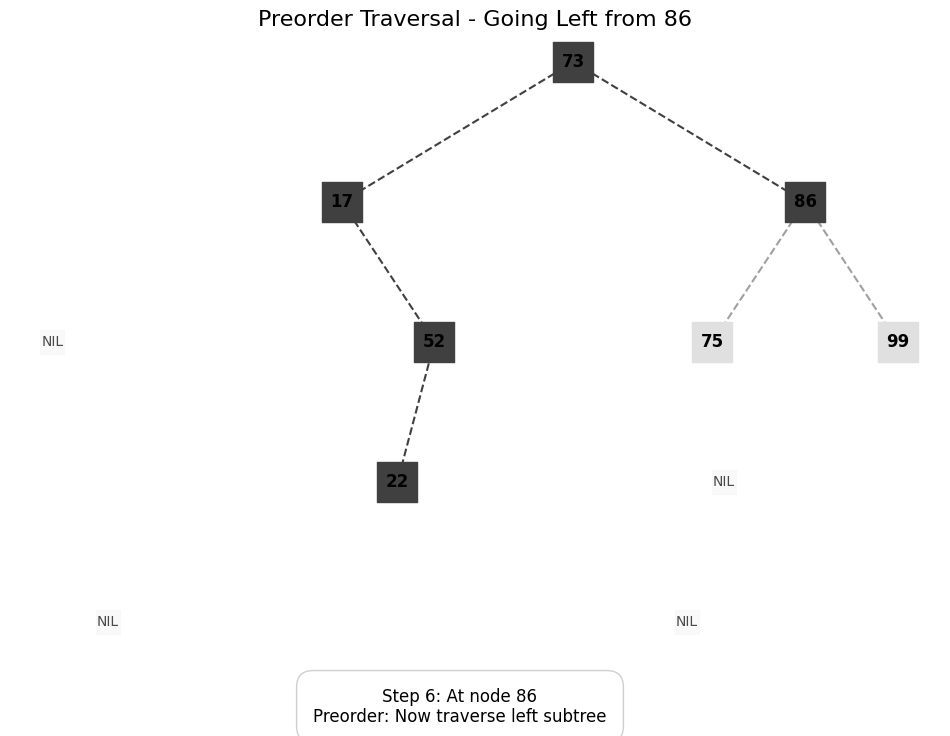 Preorder Traversal - Going Left from 86
73
17
86
NIL
52
75
99
22
NIL
NIL
NIL
Step 6: At node 86
Preorder: Now traverse left subtree